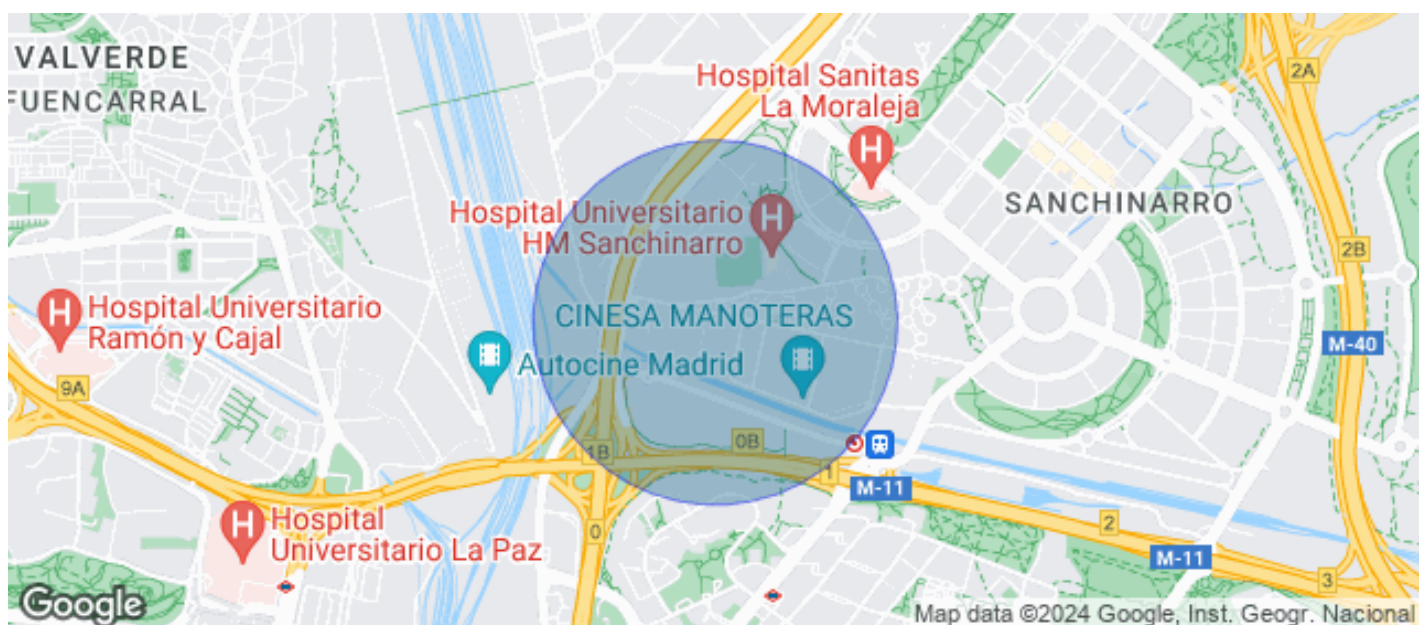 VALVERDE
FUENCARRAL
Hospital Sanitas
La Moraleja
2A
Hospital Universitario
HM Sanchinarro
SANCHINARRO
2B
Hospital Universitario
Ramón y Cajal
CINESA MANOTERAS
Autocine Madrid
M-40
9A
1B
0B
1
M-11
Hospital
Universitario La Paz
0
2
M-11
3
Google
Map data ©2024 Google, Inst. Geogr. Nacional